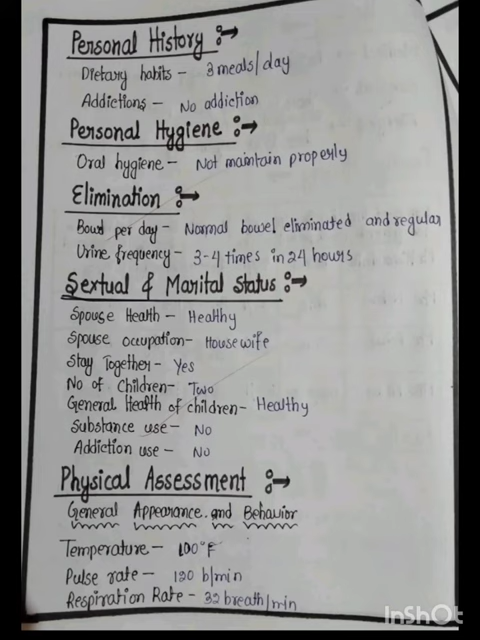 Personal History :→
Dietary habits – 3 meals/day
Addictions – No addiction
Personal Hygiene :→
Oral hygiene – Not maintain properly
Elimination :→
Bowl per day – Normal bowel eliminated and regular
Urine frequency – 3-4 times in 24 hours
Sextual & Marital Status :→
Spouse Health – Healthy
Spouse occupation – House wife
Stay Together – Yes
No of Children – Two
General Health of children – Healthy
Substance use – No
Addiction use – No
Physical Assessment :→
General Appearance and Behavior
Temperature – 100°F
Pulse rate – 120 b/min
Respiration Rate – 32 breath/min
InShOt